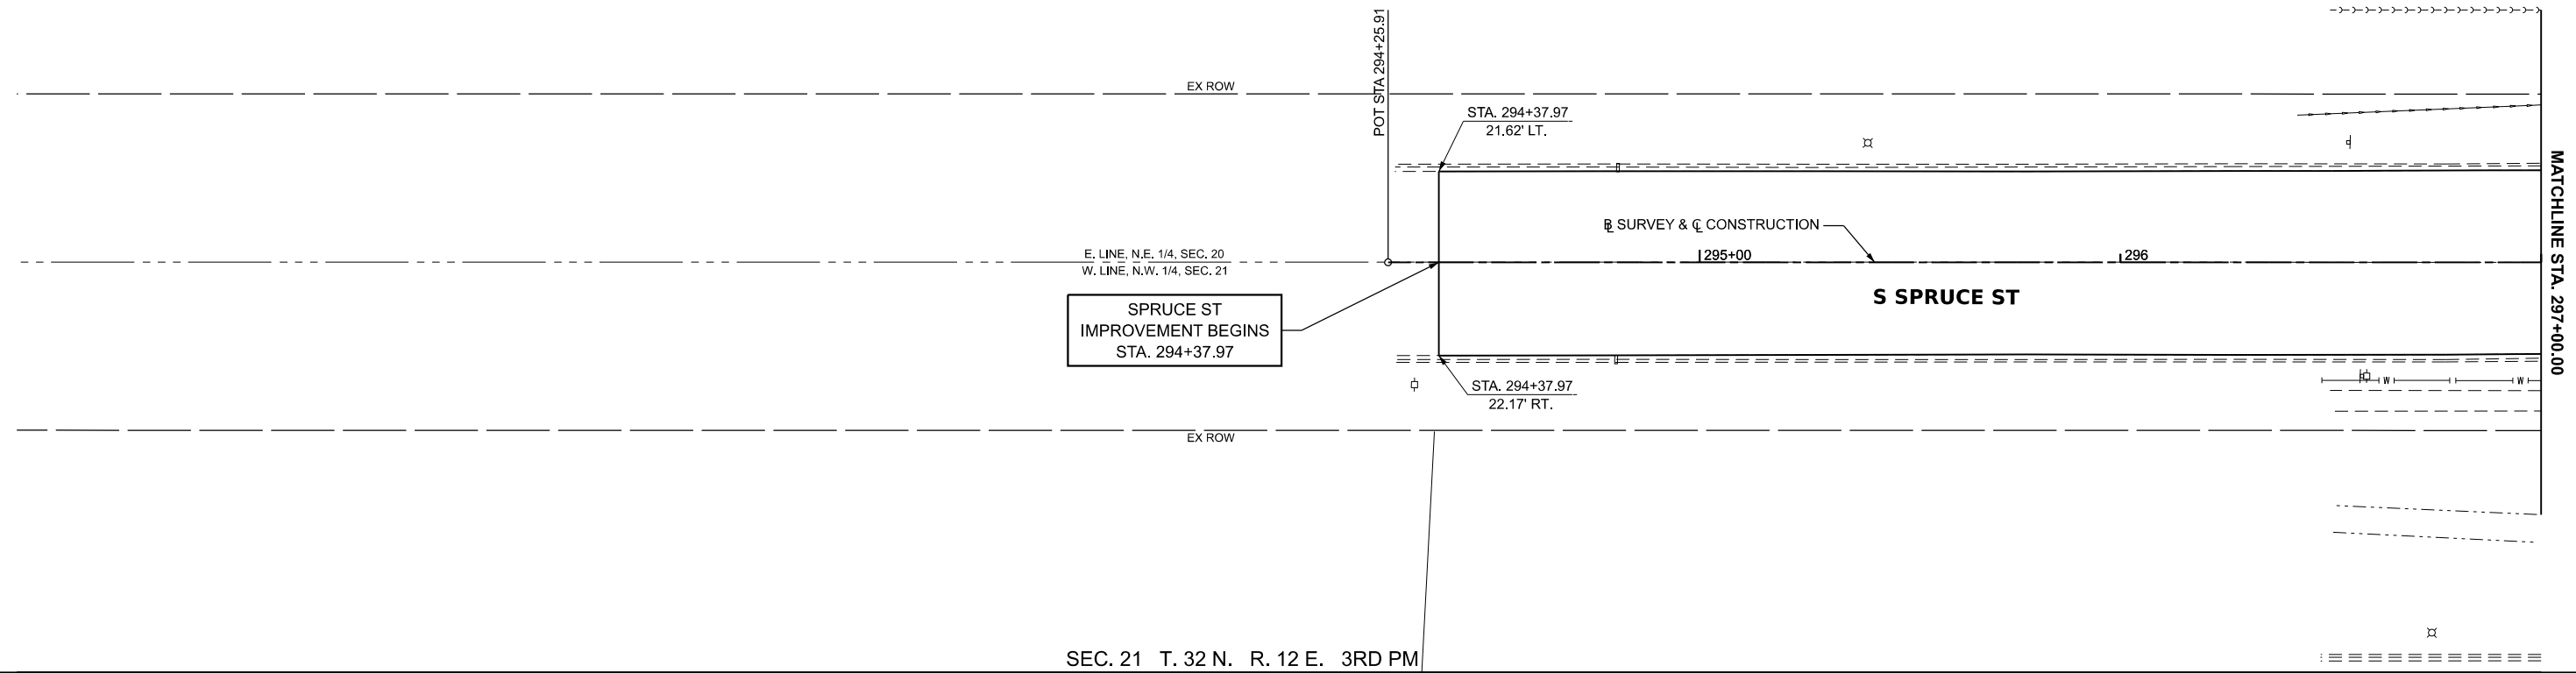 POT STA 294+25.91
EX ROW
STA. 294+37.97
21.62' LT.
MATCHLINE STA. 297+00.00
℄ SURVEY & ℄ CONSTRUCTION
E. LINE, N.E. 1/4, SEC. 20
W. LINE, N.W. 1/4, SEC. 21
295+00
296
S SPRUCE ST
SPRUCE ST
IMPROVEMENT BEGINS
STA. 294+37.97
STA. 294+37.97
22.17' RT.
W
W
EX ROW
SEC. 21 T. 32 N. R. 12 E. 3RD PM